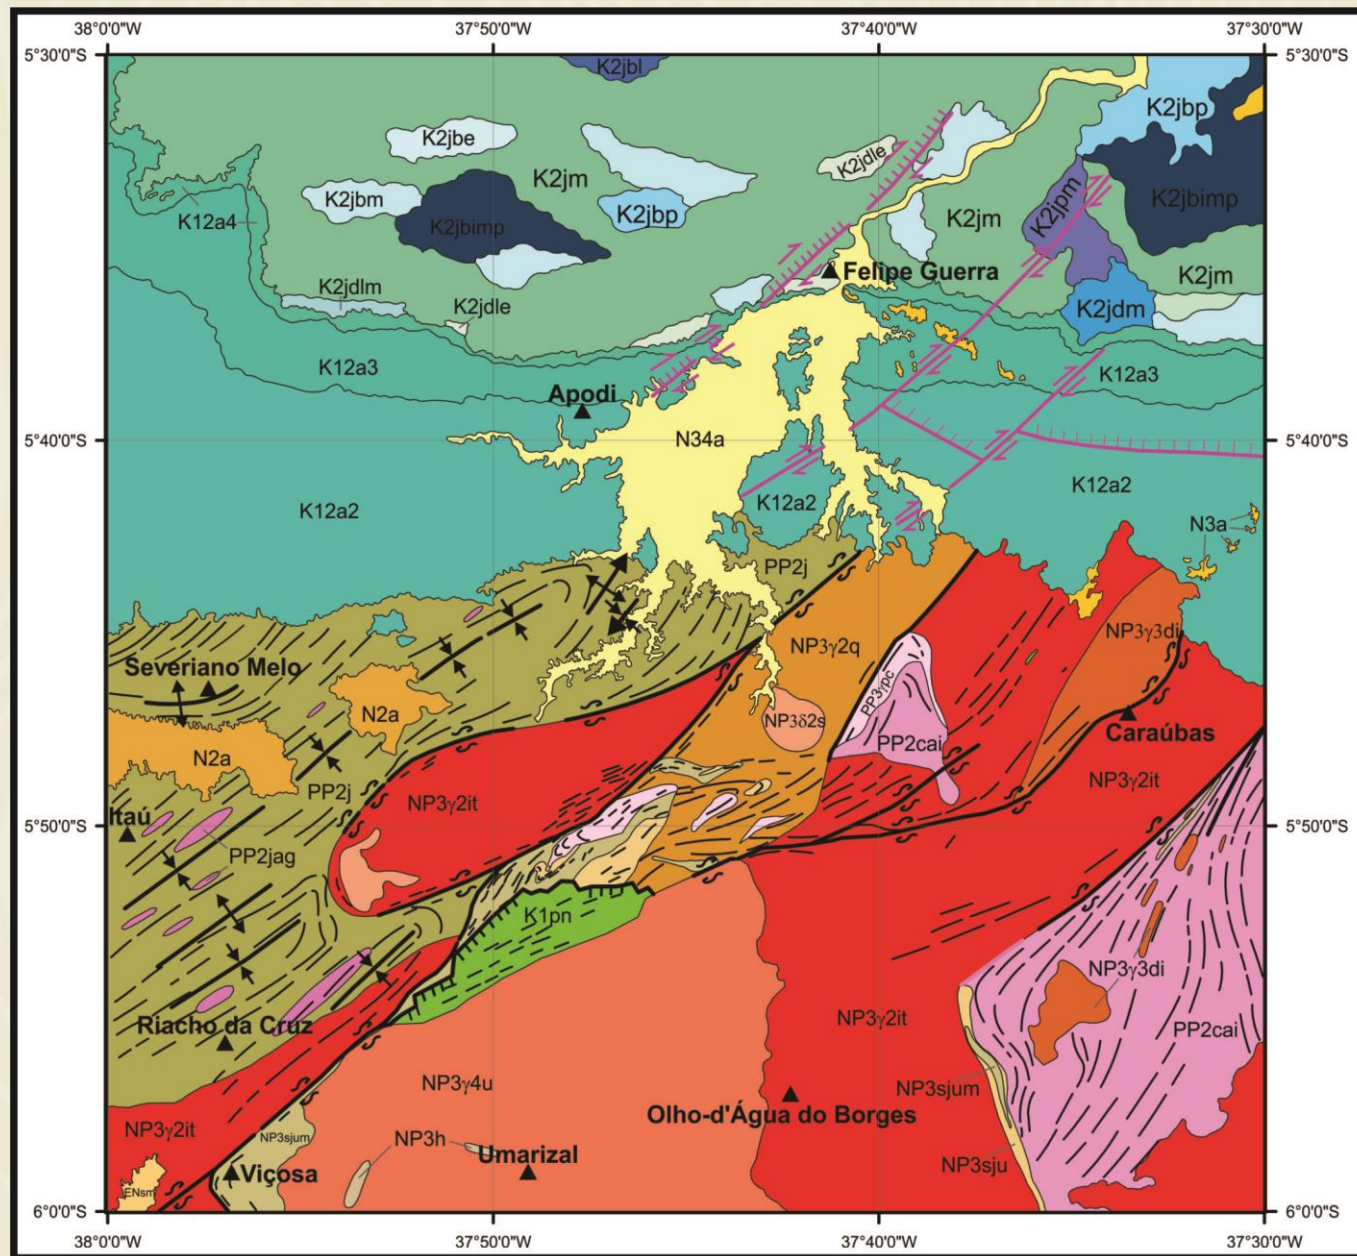 38°0'0"W 37°50'0"W 37°40'0"W 37°30'0"W
5°30'0"S 5°30'0"S
K2jbl
K2jbp
K2jbe
K2jdle
K2jm
K2jbm
K2jbp
K2jpm
K2jbimp
K12a4
K2jbimp
K2jm
Felipe Guerra
K2jm
K2jdlm
K2jdle
K2jdm
K12a3
K12a3
Apodi
5°40'0"S 5°40'0"S
N34a
K12a2
K12a2
K12a2
N3a
PP2j
NP3γ2q
NP3γ3di
Severiano Melo
PP3γpc
N2a
NP3δ2s
Caraúbas
N2a
PP2cai
PP2j
NP3γ2it
NP3γ2it
Itaú
5°50'0"S 5°50'0"S
PP2jag
K1pn
NP3γ3di
Riacho da Cruz
NP3γ2it
PP2cai
NP3γ4u
NP3sjum
Olho-d'Água do Borges
NP3γ2it
NP3sjum
NP3h
Umarizal
NP3sju
Viçosa
ENsm
6°0'0"S 6°0'0"S
38°0'0"W 37°50'0"W 37°40'0"W 37°30'0"W